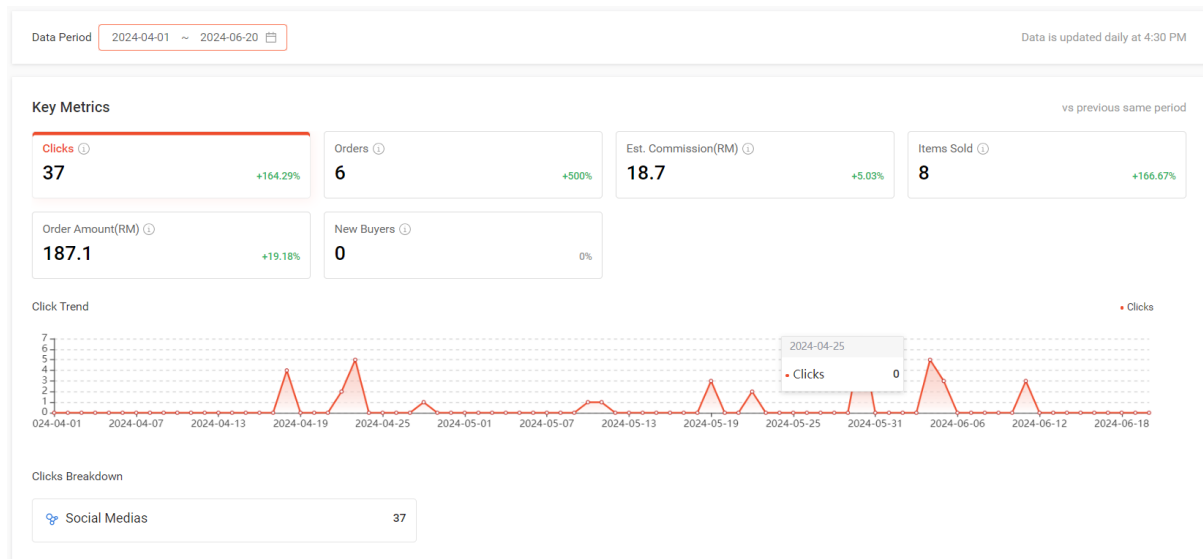 Data Period 2024-04-01 ~ 2024-06-20 Data is updated daily at 4:30 PM
Key Metrics vs previous same period
Clicks Orders Est. Commission(RM) Items Sold
37 +164.29% 6 +500% 18.7 +5.03% 8 +166.67%
Order Amount(RM) New Buyers
187.1 +19.18% 0 0%
Click Trend Clicks
7
6
5
4
3
2
1
0
2024-04-25
Clicks 0
024-04-01 2024-04-07 2024-04-13 2024-04-19 2024-04-25 2024-05-01 2024-05-07 2024-05-13 2024-05-19 2024-05-25 2024-05-31 2024-06-06 2024-06-12 2024-06-18
Clicks Breakdown
Social Medias 37